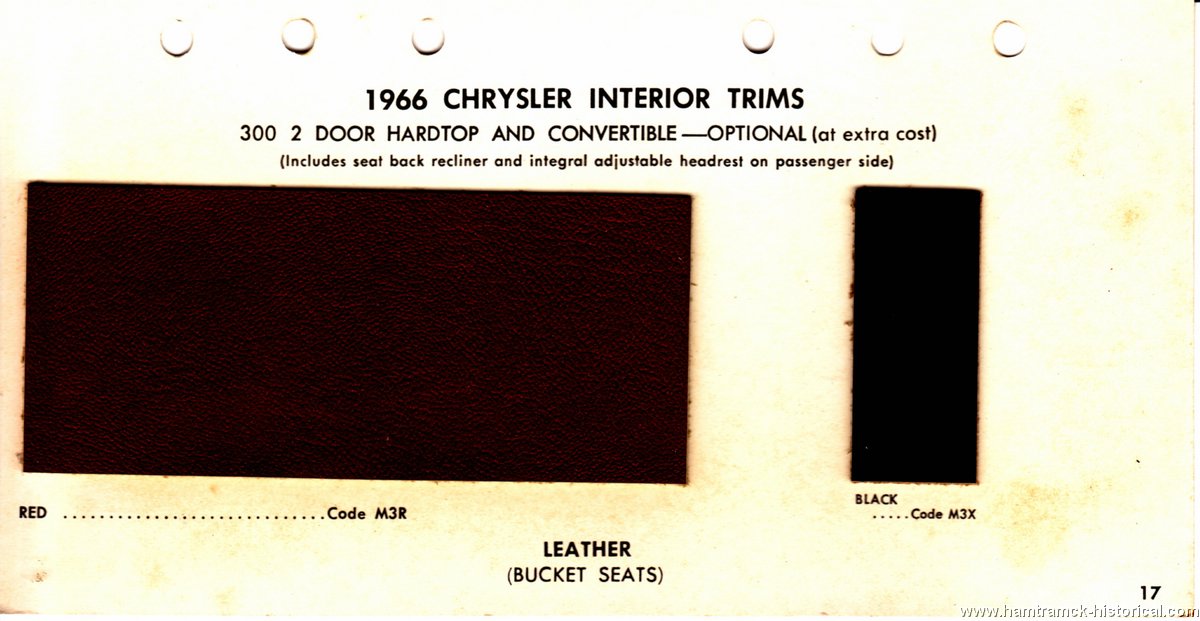 1966 CHRYSLER INTERIOR TRIMS
300 2 DOOR HARDTOP AND CONVERTIBLE—OPTIONAL (at extra cost)
(Includes seat back recliner and integral adjustable headrest on passenger side)
RED .............................Code M3R
BLACK
.....Code M3X
LEATHER
(BUCKET SEATS)
17
www.hamtramck-historical.com